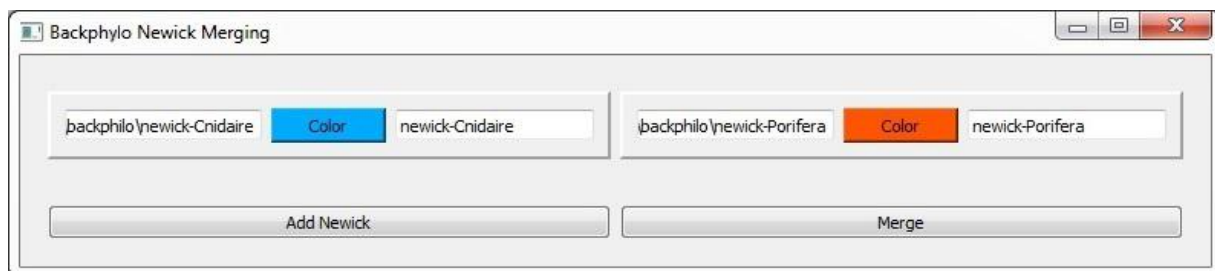 Backphylo Newick Merging
backphilo\newick-Cnidaire Color newick-Cnidaire \backphilo\newick-Porifera Color newick-Porifera
Add Newick Merge